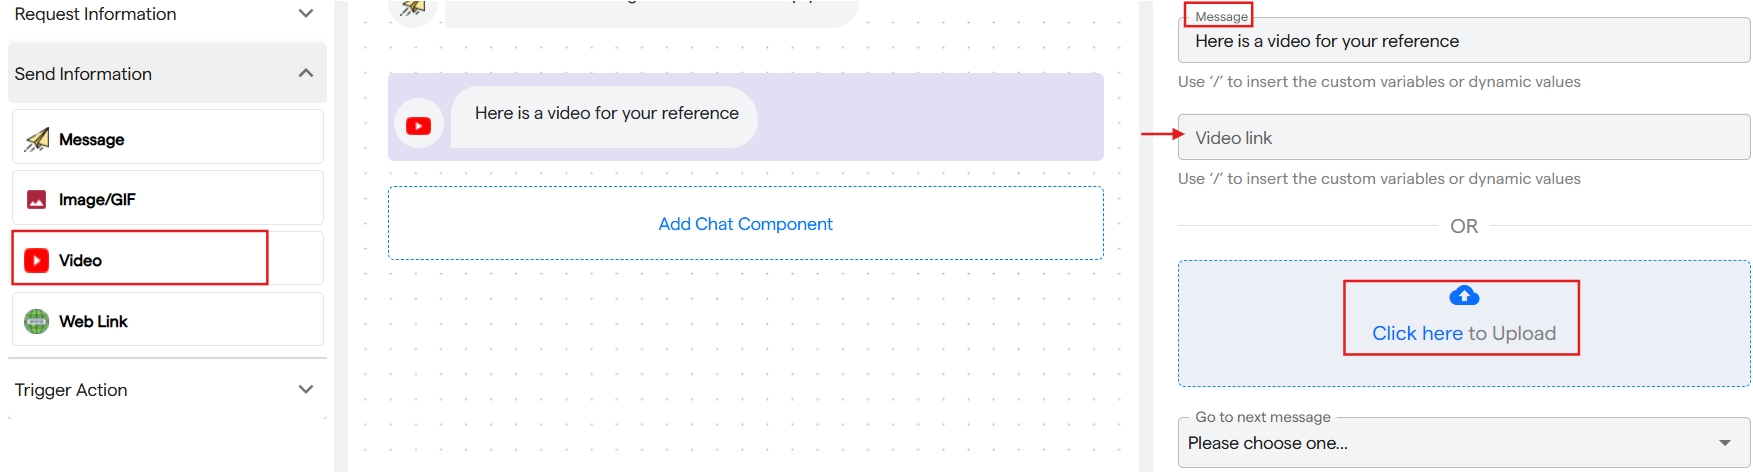 Request Information
Send Information
Message
Image/GIF
Video
Web Link
Trigger Action
Here is a video for your reference
Add Chat Component
Message
Here is a video for your reference
Use ‘/’ to insert the custom variables or dynamic values
Video link
Use ‘/’ to insert the custom variables or dynamic values
OR
Click here to Upload
Go to next message
Please choose one...